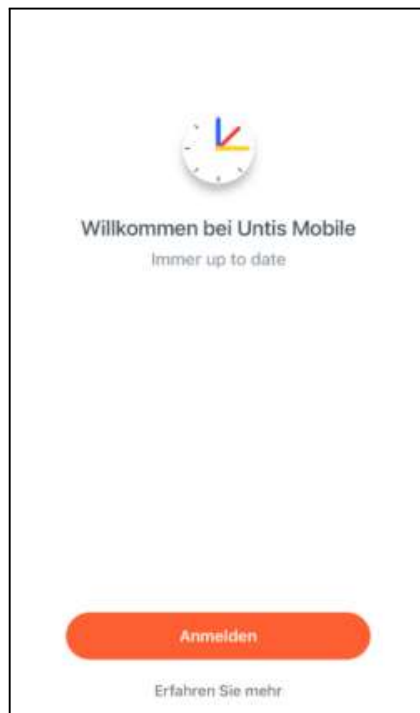 Willkommen bei Untis Mobile
Immer up to date
Anmelden
Erfahren Sie mehr